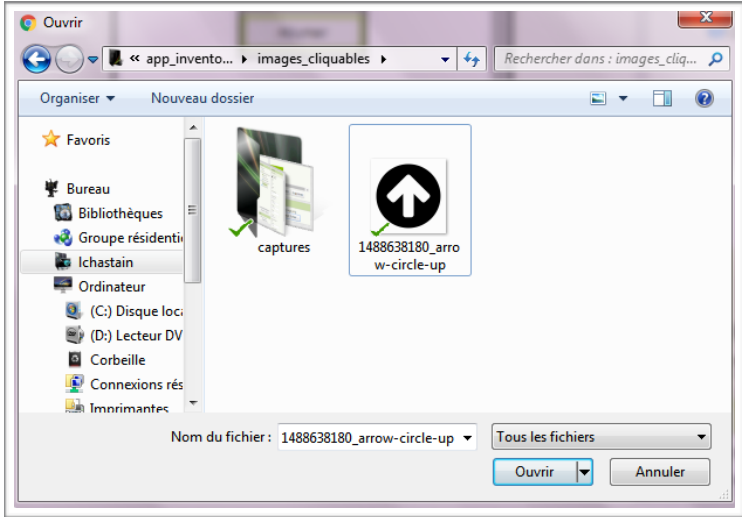 Ouvrir
« app_invento... ▸ images_cliquables ▸
Rechercher dans : images_cliq...
Organiser
Nouveau dossier
Favoris
Bureau
Bibliothèques
Groupe résidentie
lchastain
Ordinateur
(C:) Disque loca
(D:) Lecteur DV
Corbeille
Connexions rés
Imprimantes
captures
1488638180_arro
w-circle-up
Nom du fichier :
1488638180_arrow-circle-up
Tous les fichiers
Ouvrir
Annuler